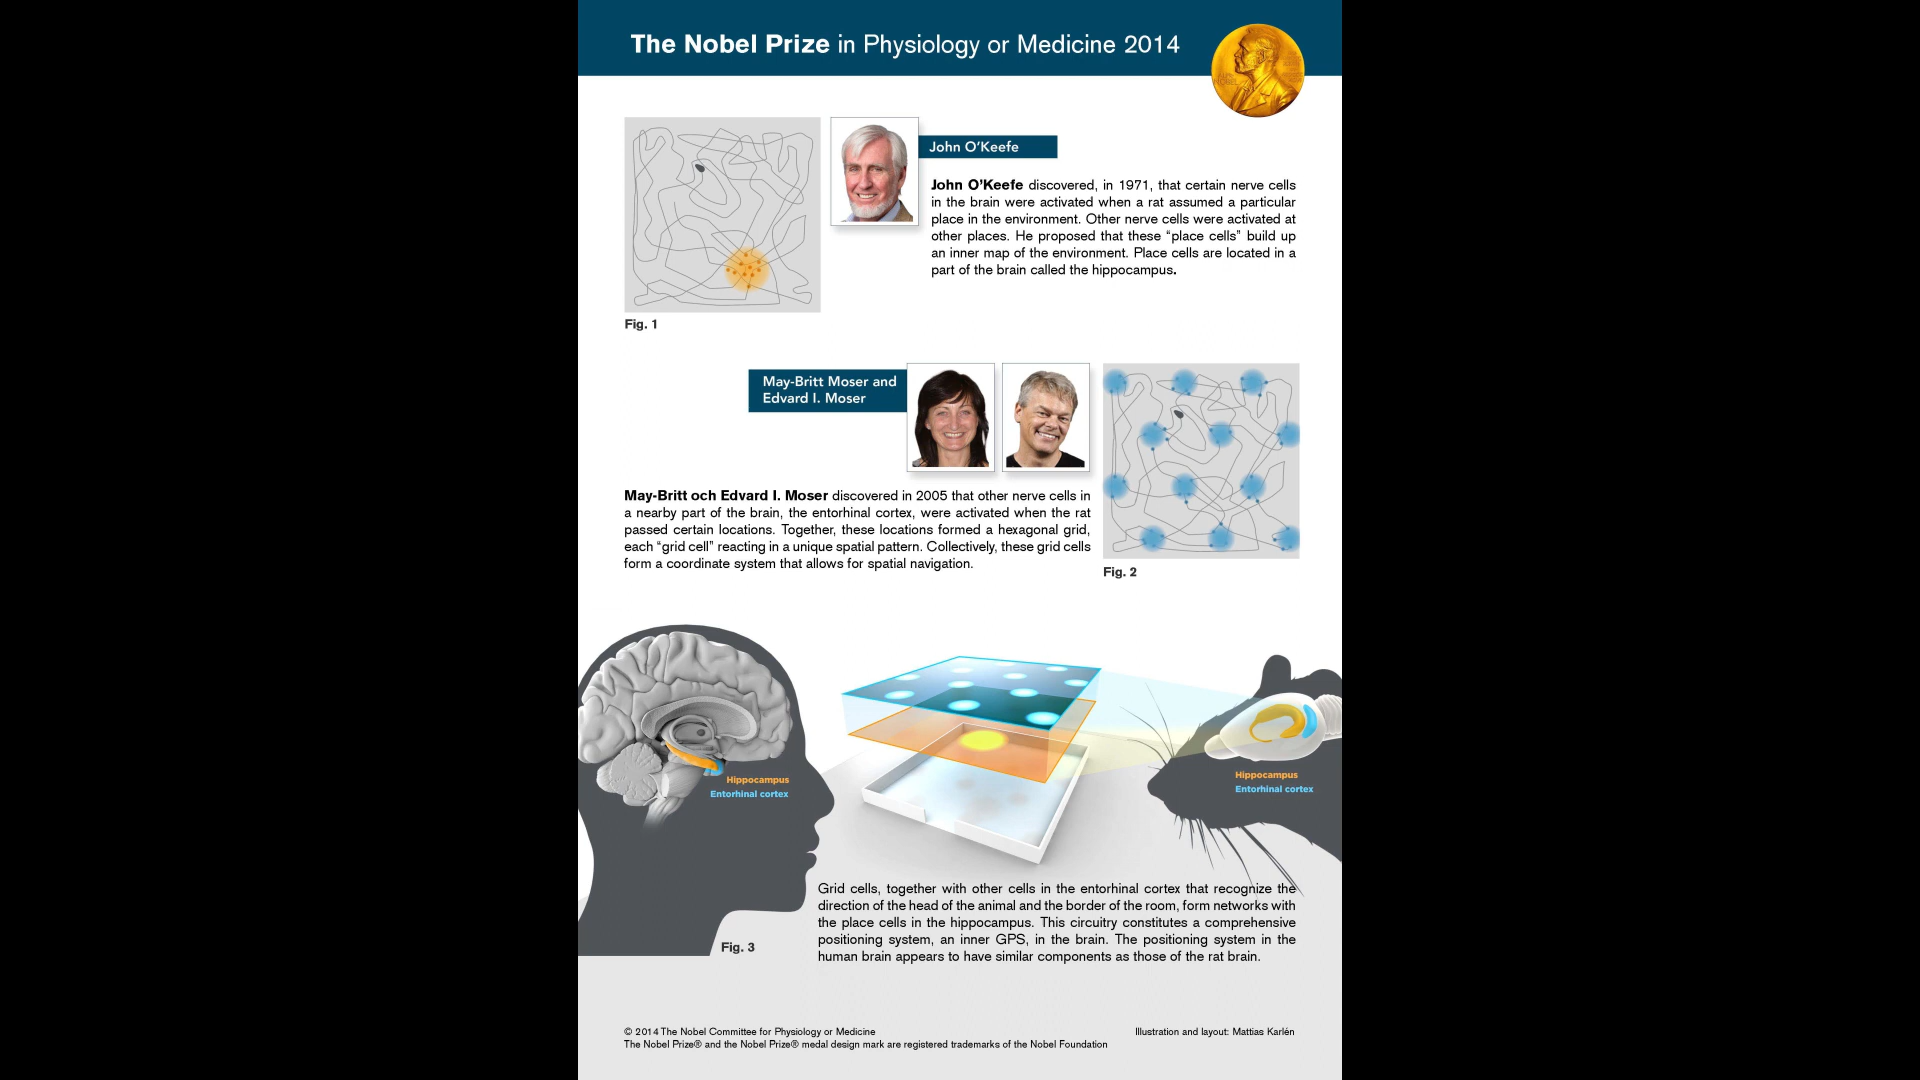 The Nobel Prize in Physiology or Medicine 2014
John O’Keefe
John O’Keefe discovered, in 1971, that certain nerve cells
in the brain were activated when a rat assumed a particular
place in the environment. Other nerve cells were activated at
other places. He proposed that these “place cells” build up
an inner map of the environment. Place cells are located in a
part of the brain called the hippocampus.
Fig. 1
May-Britt Moser and
Edvard I. Moser
May-Britt och Edvard I. Moser discovered in 2005 that other nerve cells in
a nearby part of the brain, the entorhinal cortex, were activated when the rat
passed certain locations. Together, these locations formed a hexagonal grid,
each “grid cell” reacting in a unique spatial pattern. Collectively, these grid cells
form a coordinate system that allows for spatial navigation.
Fig. 2
Hippocampus
Entorhinal cortex
Hippocampus
Entorhinal cortex
Grid cells, together with other cells in the entorhinal cortex that recognize the
direction of the head of the animal and the border of the room, form networks with
the place cells in the hippocampus. This circuitry constitutes a comprehensive
positioning system, an inner GPS, in the brain. The positioning system in the
human brain appears to have similar components as those of the rat brain.
Fig. 3
© 2014 The Nobel Committee for Physiology or Medicine
The Nobel Prize® and the Nobel Prize® medal design mark are registered trademarks of the Nobel Foundation
Illustration and layout: Mattias Karlén